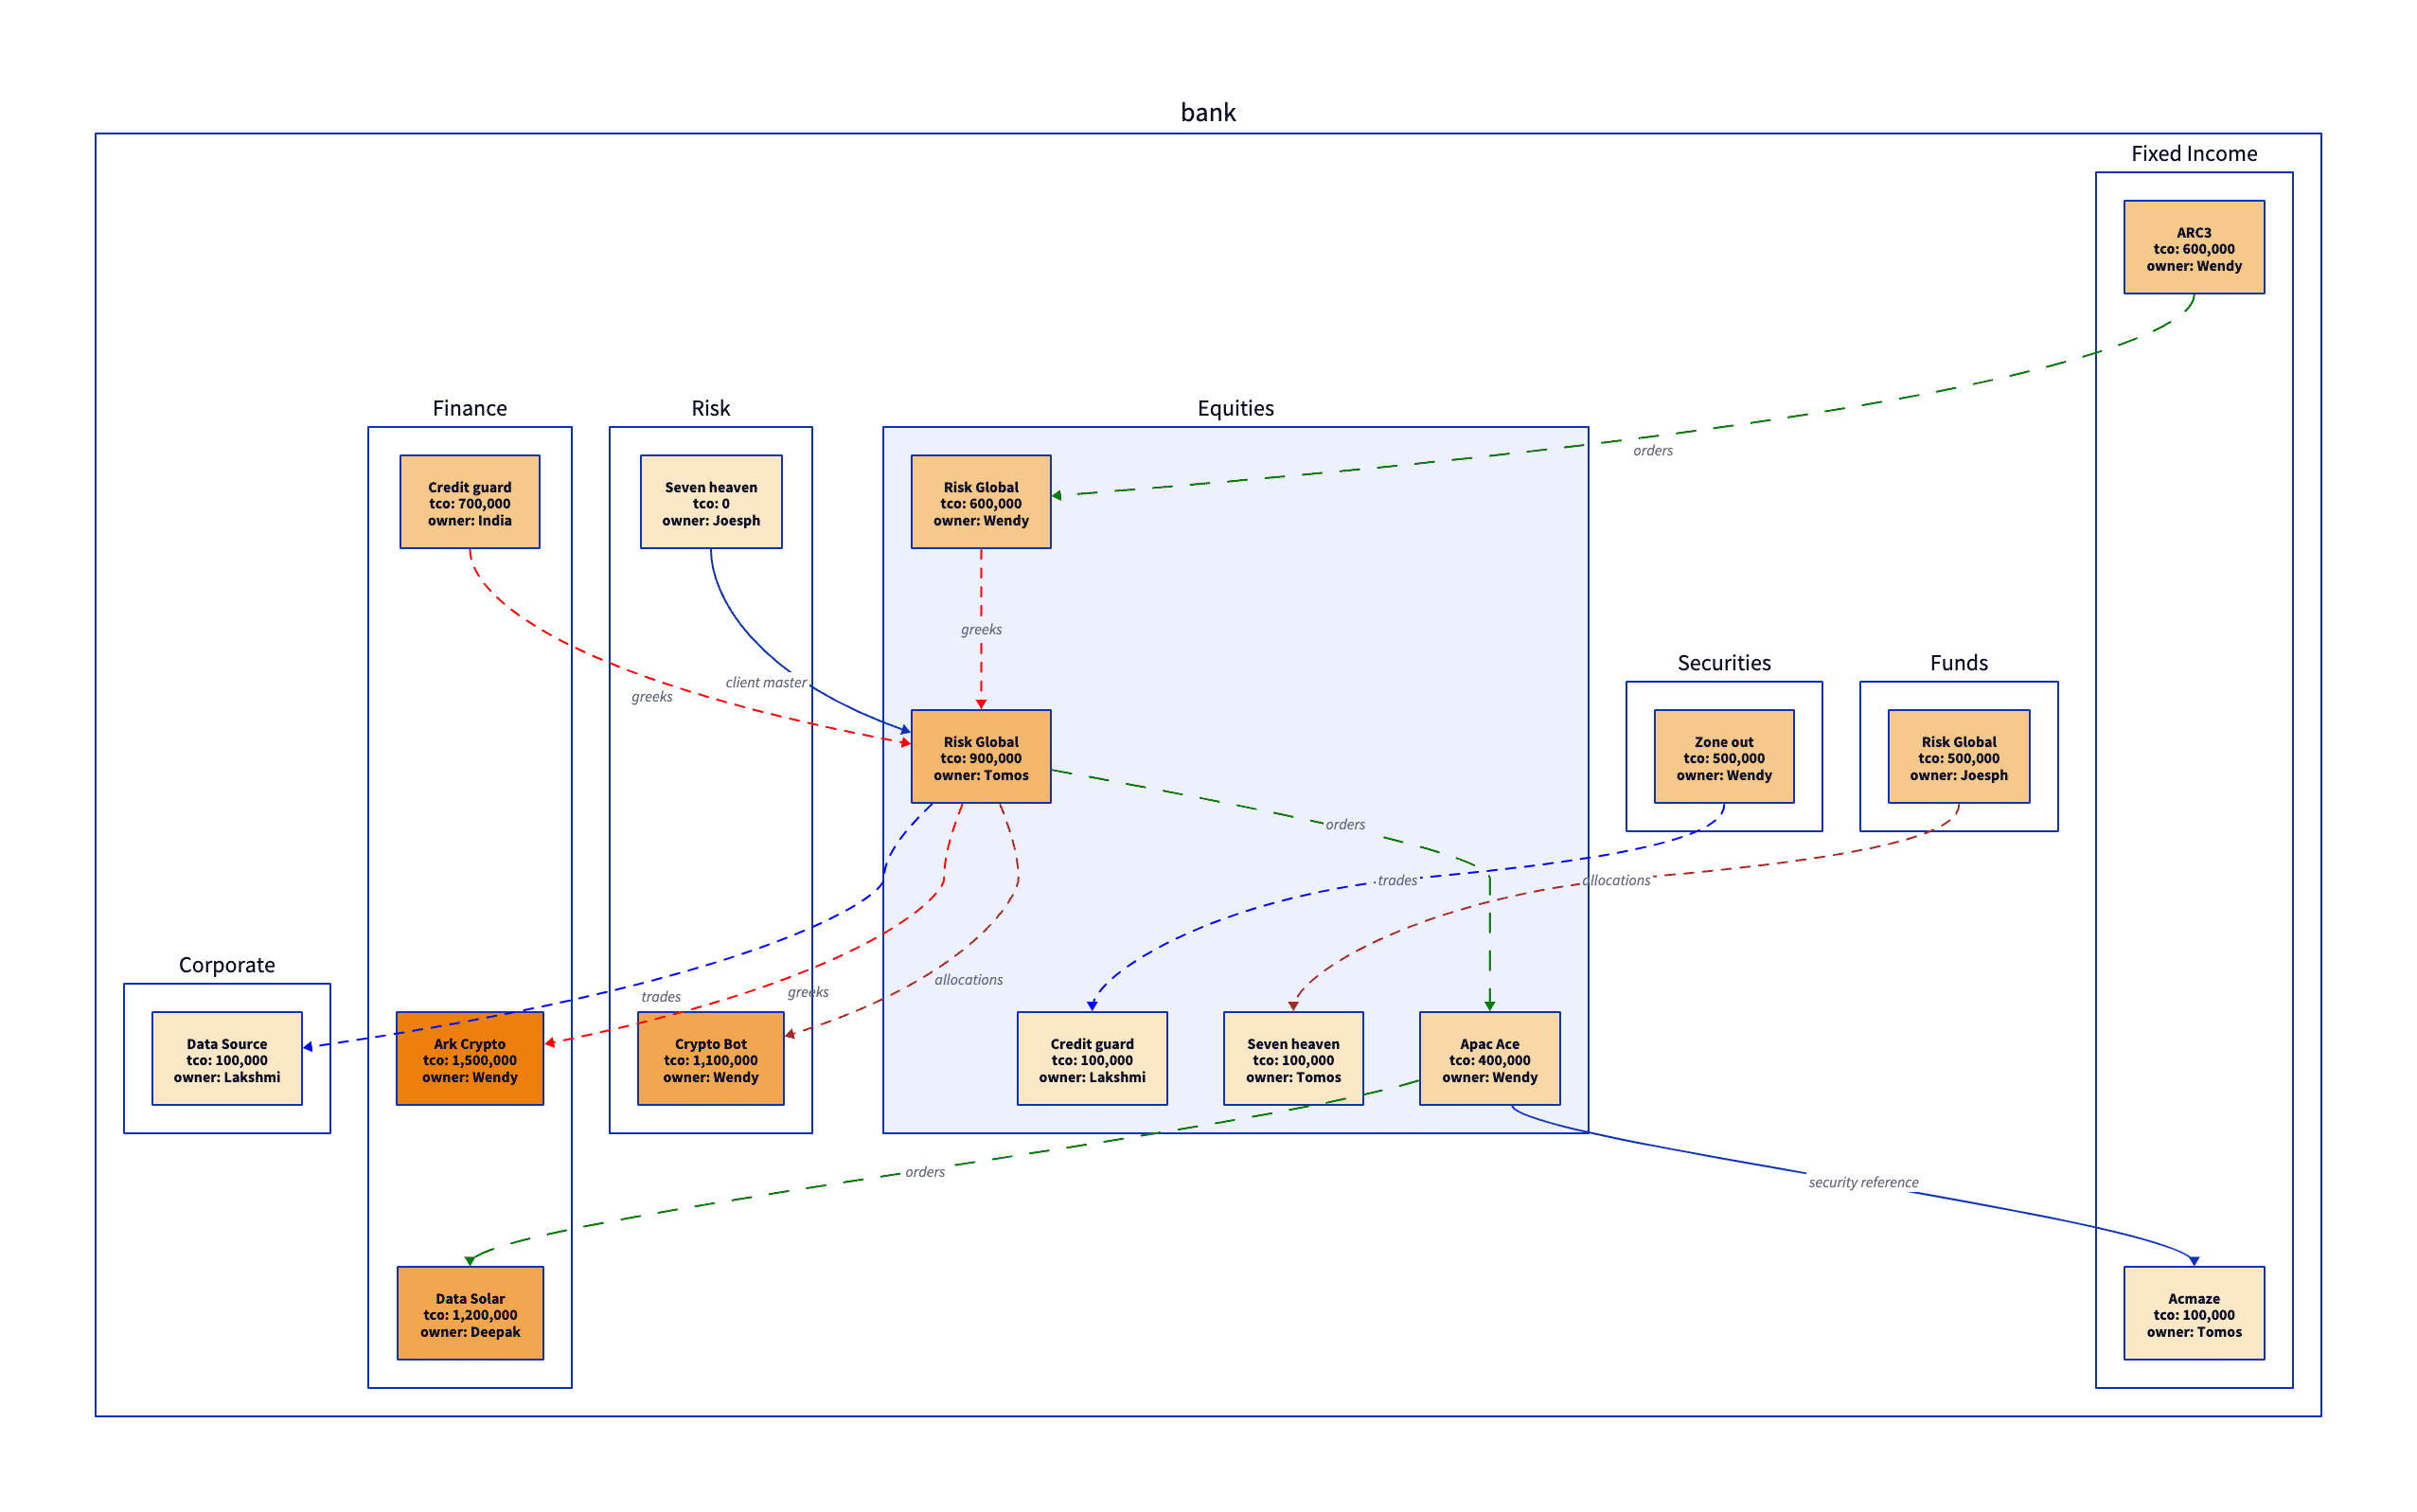 bank
Fixed Income
ARC3
tco: 600,000
owner: Wendy
Finance
Risk
Equities
orders
Credit guard
tco: 700,000
owner: India
Seven heaven
tco: 0
owner: Joesph
Risk Global
tco: 600,000
owner: Wendy
greeks
Securities
Funds
client master
greeks
Risk Global
tco: 900,000
owner: Tomos
Zone out
tco: 500,000
owner: Wendy
Risk Global
tco: 500,000
owner: Joesph
orders
trades
allocations
Corporate
allocations
trades
greeks
Data Source
tco: 100,000
owner: Lakshmi
Ark Crypto
tco: 1,500,000
owner: Wendy
Crypto Bot
tco: 1,100,000
owner: Wendy
Credit guard
tco: 100,000
owner: Lakshmi
Seven heaven
tco: 100,000
owner: Tomos
Apac Ace
tco: 400,000
owner: Wendy
orders
security reference
Data Solar
tco: 1,200,000
owner: Deepak
Acmaze
tco: 100,000
owner: Tomos